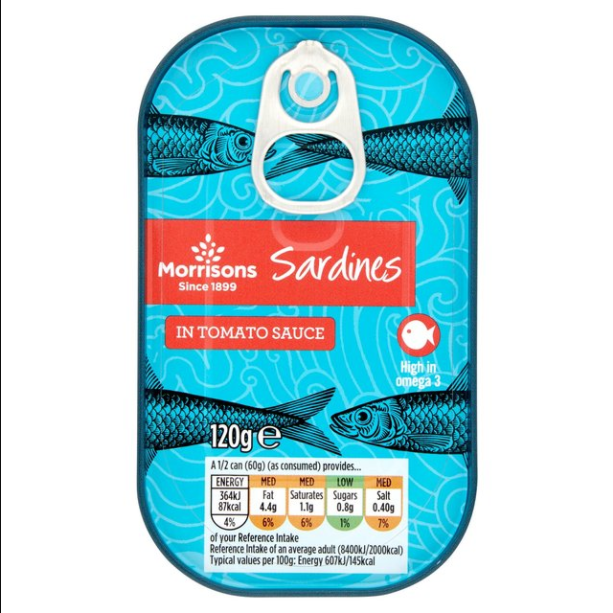 Morrisons
Since 1899
Sardines
IN TOMATO SAUCE
High in
omega 3
120g ℮
A 1/2 can (60g) (as consumed) provides...
ENERGY MED MED LOW MED
364kJ Fat Saturates Sugars Salt
87kcal 4.4g 1.1g 0.8g 0.40g
4% 6% 6% 1% 7%
of your Reference Intake
Reference Intake of an average adult (8400kJ/2000kcal)
Typical values per 100g: Energy 607kJ/145kcal